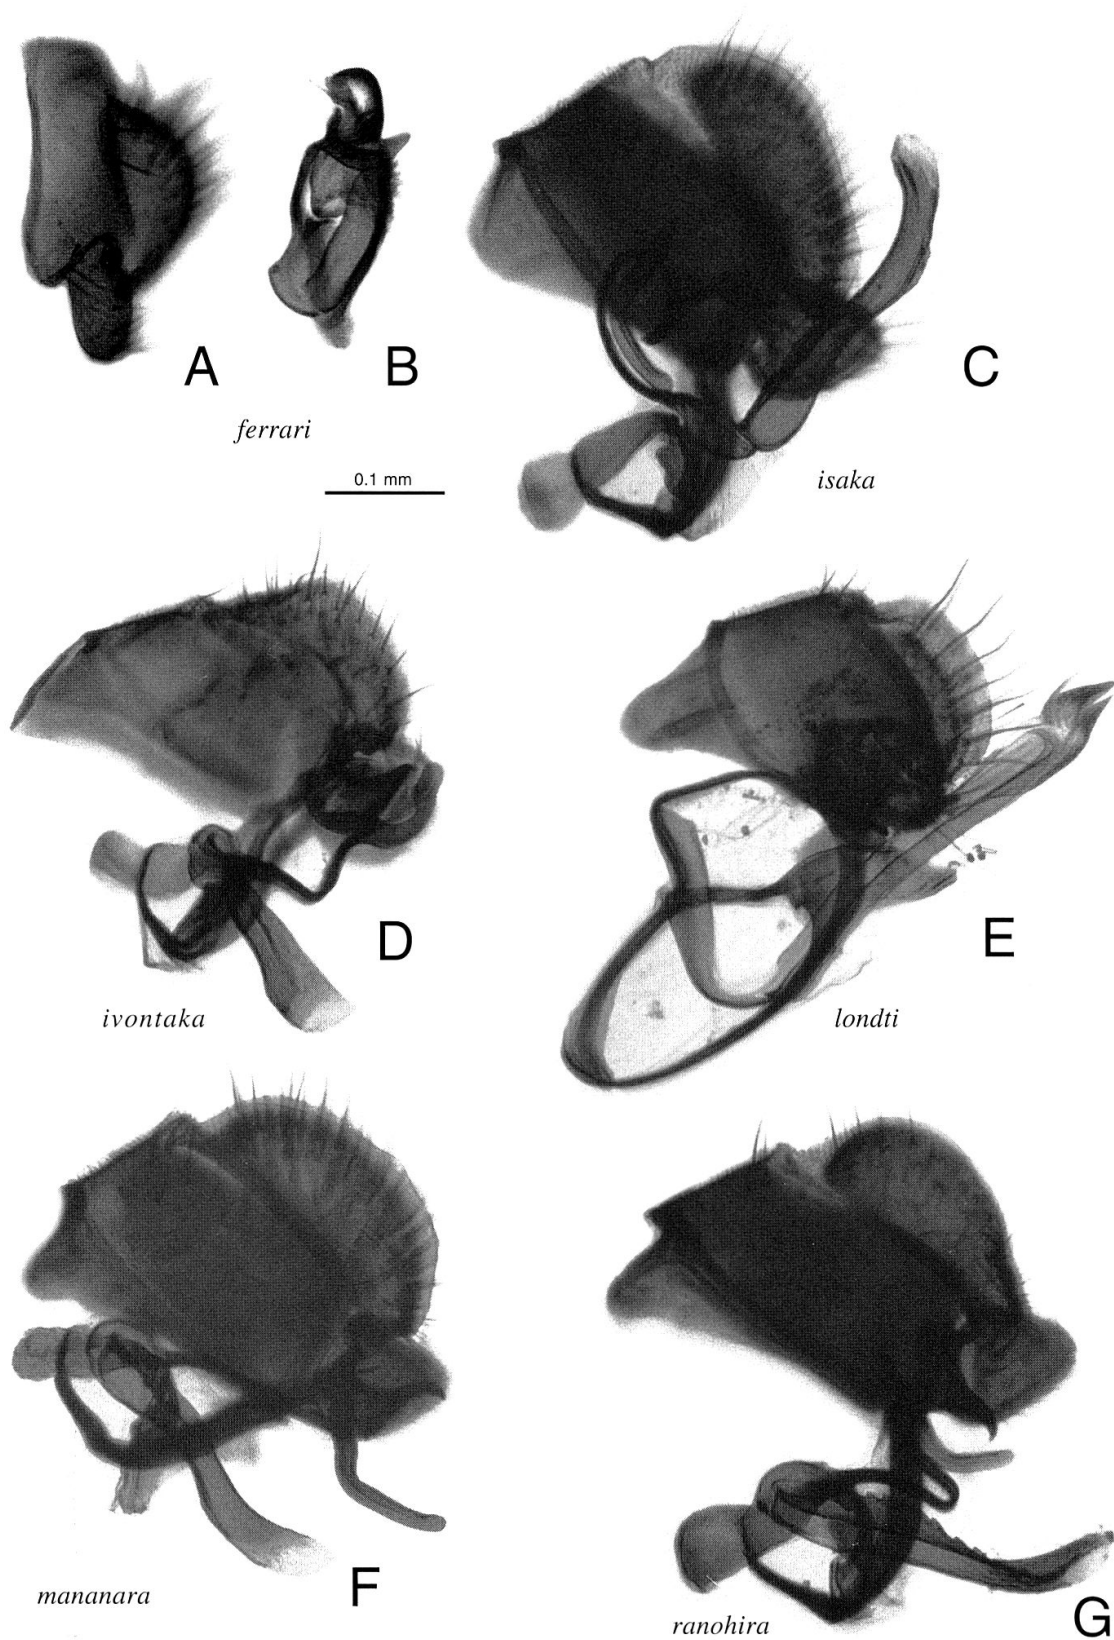 A
B
C
ferrari
0.1 mm
isaka
D
E
ivontaka
londti
F
mananara
G
ranohira